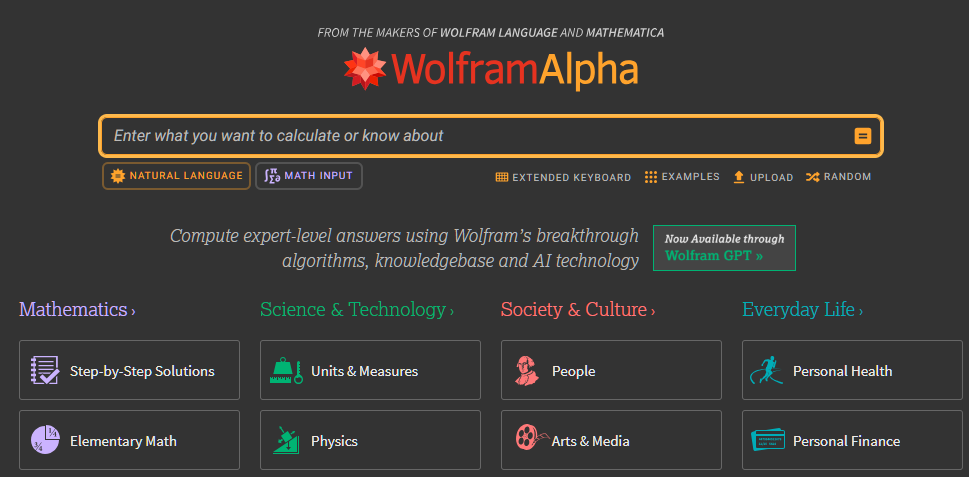 FROM THE MAKERS OF WOLFRAM LANGUAGE AND MATHEMATICA
WolframAlpha
Enter what you want to calculate or know about
NATURAL LANGUAGE
MATH INPUT
EXTENDED KEYBOARD
EXAMPLES
UPLOAD
RANDOM
Compute expert-level answers using Wolfram's breakthrough
algorithms, knowledgebase and AI technology
Now Available through
Wolfram GPT »
Mathematics ›
Science & Technology ›
Society & Culture ›
Everyday Life ›
Step-by-Step Solutions
Units & Measures
People
Personal Health
Elementary Math
Physics
Arts & Media
Personal Finance